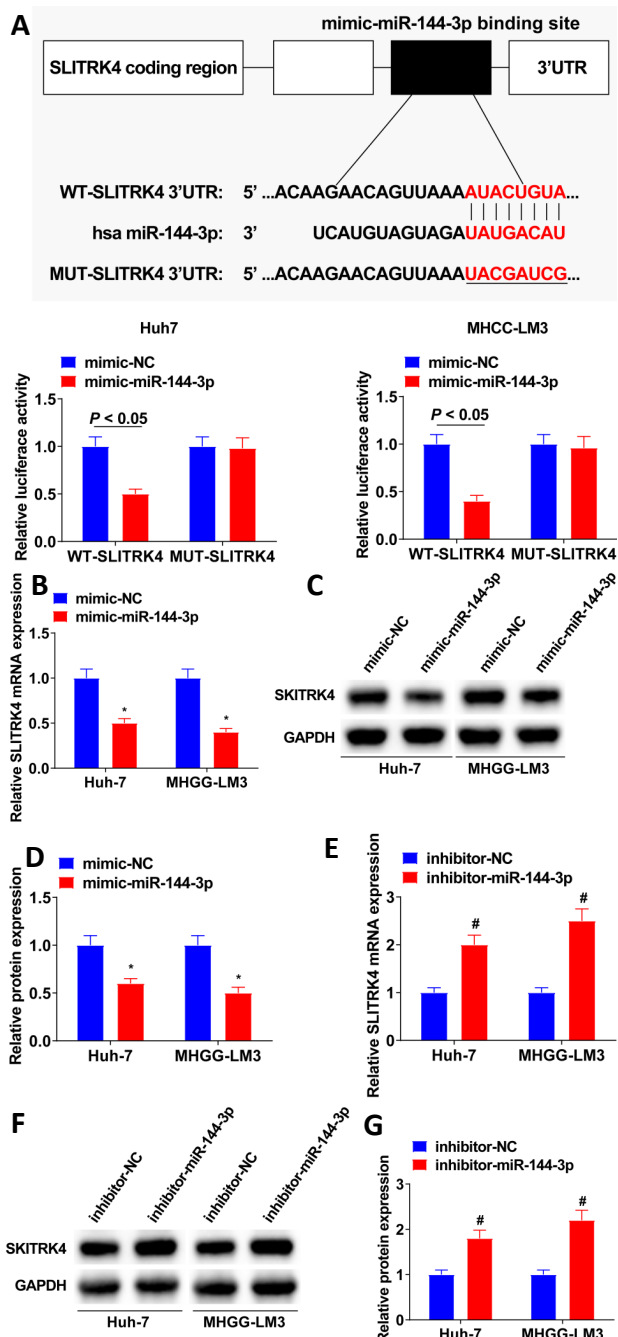 A
mimic-miR-144-3p binding site
SLITRK4 coding region
3'UTR
WT-SLITRK4 3'UTR: 5' ...ACAAGAACAGUUAAAAUACUGUA...
hsa miR-144-3p: 3' UCAUGUAGUAGAUAUGACAU
MUT-SLITRK4 3'UTR: 5' ...ACAAGAACAGUUAAAUACGAUCG...
Huh7
mimic-NC
mimic-miR-144-3p
Relative luciferace activity
1.5
1.0
0.5
0.0
P < 0.05
WT-SLITRK4 MUT-SLITRK4
MHCC-LM3
mimic-NC
mimic-miR-144-3p
Relative luciferace activity
1.5
1.0
0.5
0.0
P < 0.05
WT-SLITRK4 MUT-SLITRK4
B
mimic-NC
mimic-miR-144-3p
Relative SLITRK4 mRNA expression
1.5
1.0
0.5
0.0
*
*
Huh-7 MHGG-LM3
C
mimic-NC
mimic-miR-144-3p
mimic-NC
mimic-miR-144-3p
SKITRK4
GAPDH
Huh-7 MHGG-LM3
D
mimic-NC
mimic-miR-144-3p
Relative protein expression
1.5
1.0
0.5
0.0
*
*
Huh-7 MHGG-LM3
E
inhibitor-NC
inhibitor-miR-144-3p
Relative SLITRK4 mRNA expression
3
2
1
0
#
#
Huh-7 MHGG-LM3
F
inhibitor-NC
inhibitor-miR-144-3p
inhibitor-NC
inhibitor-miR-144-3p
SKITRK4
GAPDH
Huh-7 MHGG-LM3
G
inhibitor-NC
inhibitor-miR-144-3p
Relative protein expression
3
2
1
0
#
#
Huh-7 MHGG-LM3